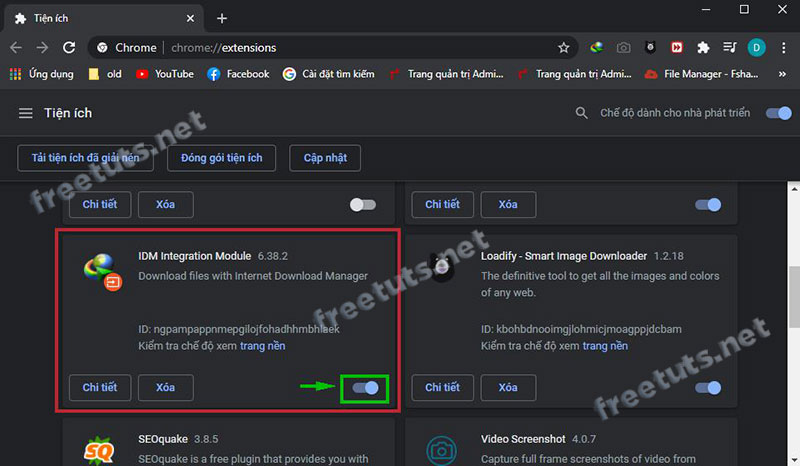 Tiện ích
Chrome | chrome://extensions
D
Ứng dụng old YouTube Facebook Cài đặt tìm kiếm Trang quản trị Admi... Trang quản trị Admi... File Manager - Fsha...
Tiện ích
Chế độ dành cho nhà phát triển
Tải tiện ích đã giải nén Đóng gói tiện ích Cập nhật
Chi tiết Xóa
Chi tiết Xóa
IDM Integration Module 6.38.2
Download files with Internet Download Manager
ID: ngpampappnmepgilojfohadhhmbhlaek
Kiểm tra chế độ xem trang nền
Chi tiết Xóa
Loadify - Smart Image Downloader 1.2.18
The definitive tool to get all the images and colors
of any web.
ID: kbohbdnooimgjlohmicjmoagppjdcbam
Kiểm tra chế độ xem trang nền
Chi tiết Xóa
SQ
SEOquake 3.8.5
SEOquake is a free plugin that provides you with
Video Screenshot 4.0.7
Capture full frame screenshots of video from
freetuts.net
freetuts.net
freetuts.net